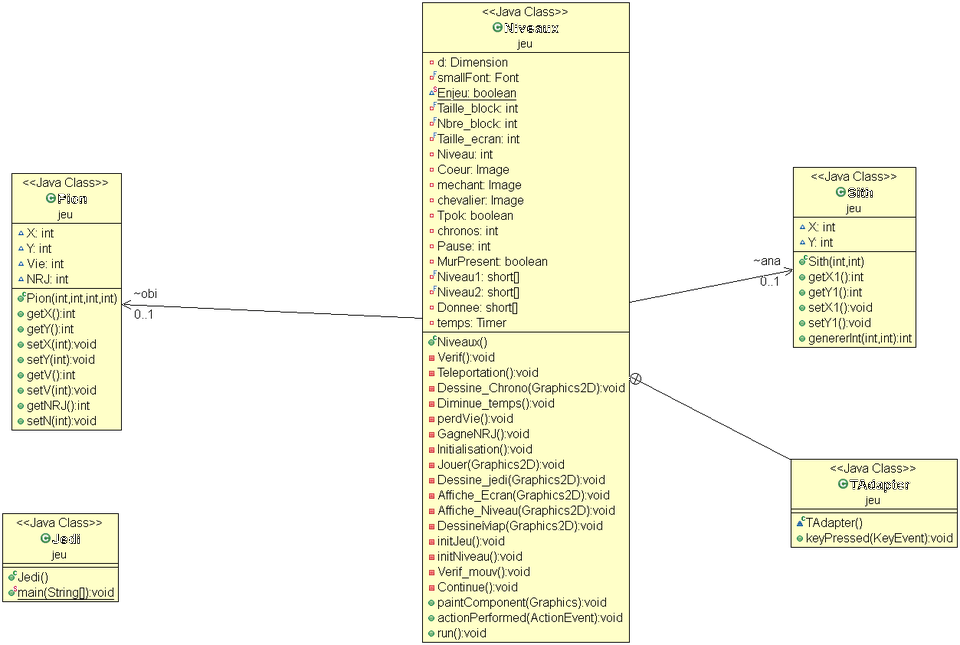 <<Java Class>>
Niveaux
jeu
d: Dimension
smallFont: Font
Enjeu: boolean
Taille_block: int
Nbre_block: int
Taille_ecran: int
Niveau: int
Coeur: Image
mechant: Image
chevalier: Image
Tpok: boolean
chronos: int
Pause: int
MurPresent: boolean
Niveau1: short[]
Niveau2: short[]
Donnee: short[]
temps: Timer
Niveaux()
Verif():void
Teleportation():void
Dessine_Chrono(Graphics2D):void
Diminue_temps():void
perdVie():void
GagneNRJ():void
Initialisation():void
Jouer(Graphics2D):void
Dessine_jedi(Graphics2D):void
Affiche_Ecran(Graphics2D):void
Affiche_Niveau(Graphics2D):void
DessineMap(Graphics2D):void
initJeu():void
initNiveau():void
Verif_mouv():void
Continue():void
paintComponent(Graphics):void
actionPerformed(ActionEvent):void
run():void
<<Java Class>>
Pion
jeu
X: int
Y: int
Vie: int
NRJ: int
Pion(int,int,int,int)
getX():int
getY():int
setX(int):void
setY(int):void
getV():int
setV(int):void
getNRJ():int
setN(int):void
~obi
0..1
<<Java Class>>
Sith
jeu
X: int
Y: int
Sith(int,int)
getX1():int
getY1():int
setX1():void
setY1():void
genererInt(int,int):int
~ana
0..1
<<Java Class>>
TAdapter
jeu
TAdapter()
keyPressed(KeyEvent):void
<<Java Class>>
Jedi
jeu
Jedi()
main(String[]):void